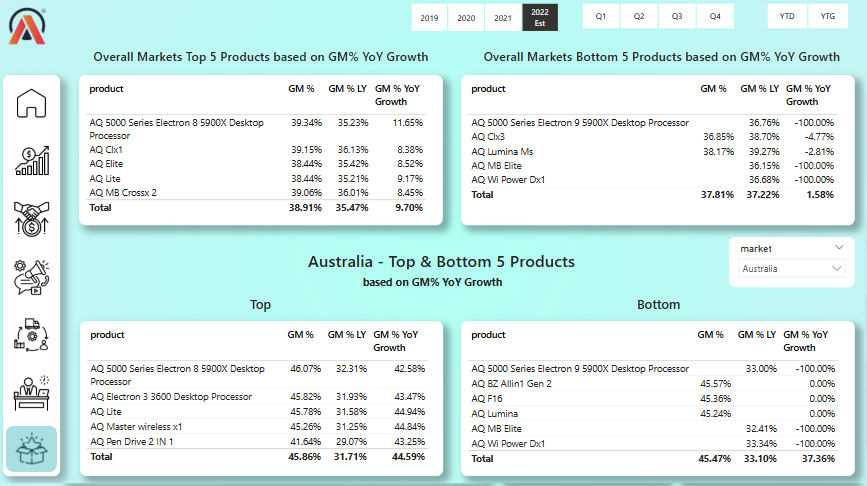 2019 2020 2021 2022 Est Q1 Q2 Q3 Q4 YTD YTG
Overall Markets Top 5 Products based on GM% YoY Growth
product GM % GM % LY GM % YoY Growth
AQ 5000 Series Electron 8 5900X Desktop Processor 39.34% 35.23% 11.65%
AQ Clx1 39.15% 36.13% 8.38%
AQ Elite 38.44% 35.42% 8.52%
AQ Lite 38.44% 35.21% 9.17%
AQ MB Crossx 2 39.06% 36.01% 8.45%
Total 38.91% 35.47% 9.70%
Overall Markets Bottom 5 Products based on GM% YoY Growth
product GM % GM % LY GM % YoY Growth
AQ 5000 Series Electron 9 5900X Desktop Processor 36.76% -100.00%
AQ Clx3 36.85% 38.70% -4.77%
AQ Lumina Ms 38.17% 39.27% -2.81%
AQ MB Elite 36.15% -100.00%
AQ Wi Power Dx1 36.68% -100.00%
Total 37.81% 37.22% 1.58%
Australia - Top & Bottom 5 Products
based on GM% YoY Growth
market
Australia
Top
product GM % GM % LY GM % YoY Growth
AQ 5000 Series Electron 8 5900X Desktop Processor 46.07% 32.31% 42.58%
AQ Electron 3 3600 Desktop Processor 45.82% 31.93% 43.47%
AQ Lite 45.78% 31.58% 44.94%
AQ Master wireless x1 45.26% 31.25% 44.84%
AQ Pen Drive 2 IN 1 41.64% 29.07% 43.25%
Total 45.86% 31.71% 44.59%
Bottom
product GM % GM % LY GM % YoY Growth
AQ 5000 Series Electron 9 5900X Desktop Processor 33.00% -100.00%
AQ BZ Allin1 Gen 2 45.57% 0.00%
AQ F16 45.36% 0.00%
AQ Lumina 45.24% 0.00%
AQ MB Elite 32.41% -100.00%
AQ Wi Power Dx1 33.34% -100.00%
Total 45.47% 33.10% 37.36%